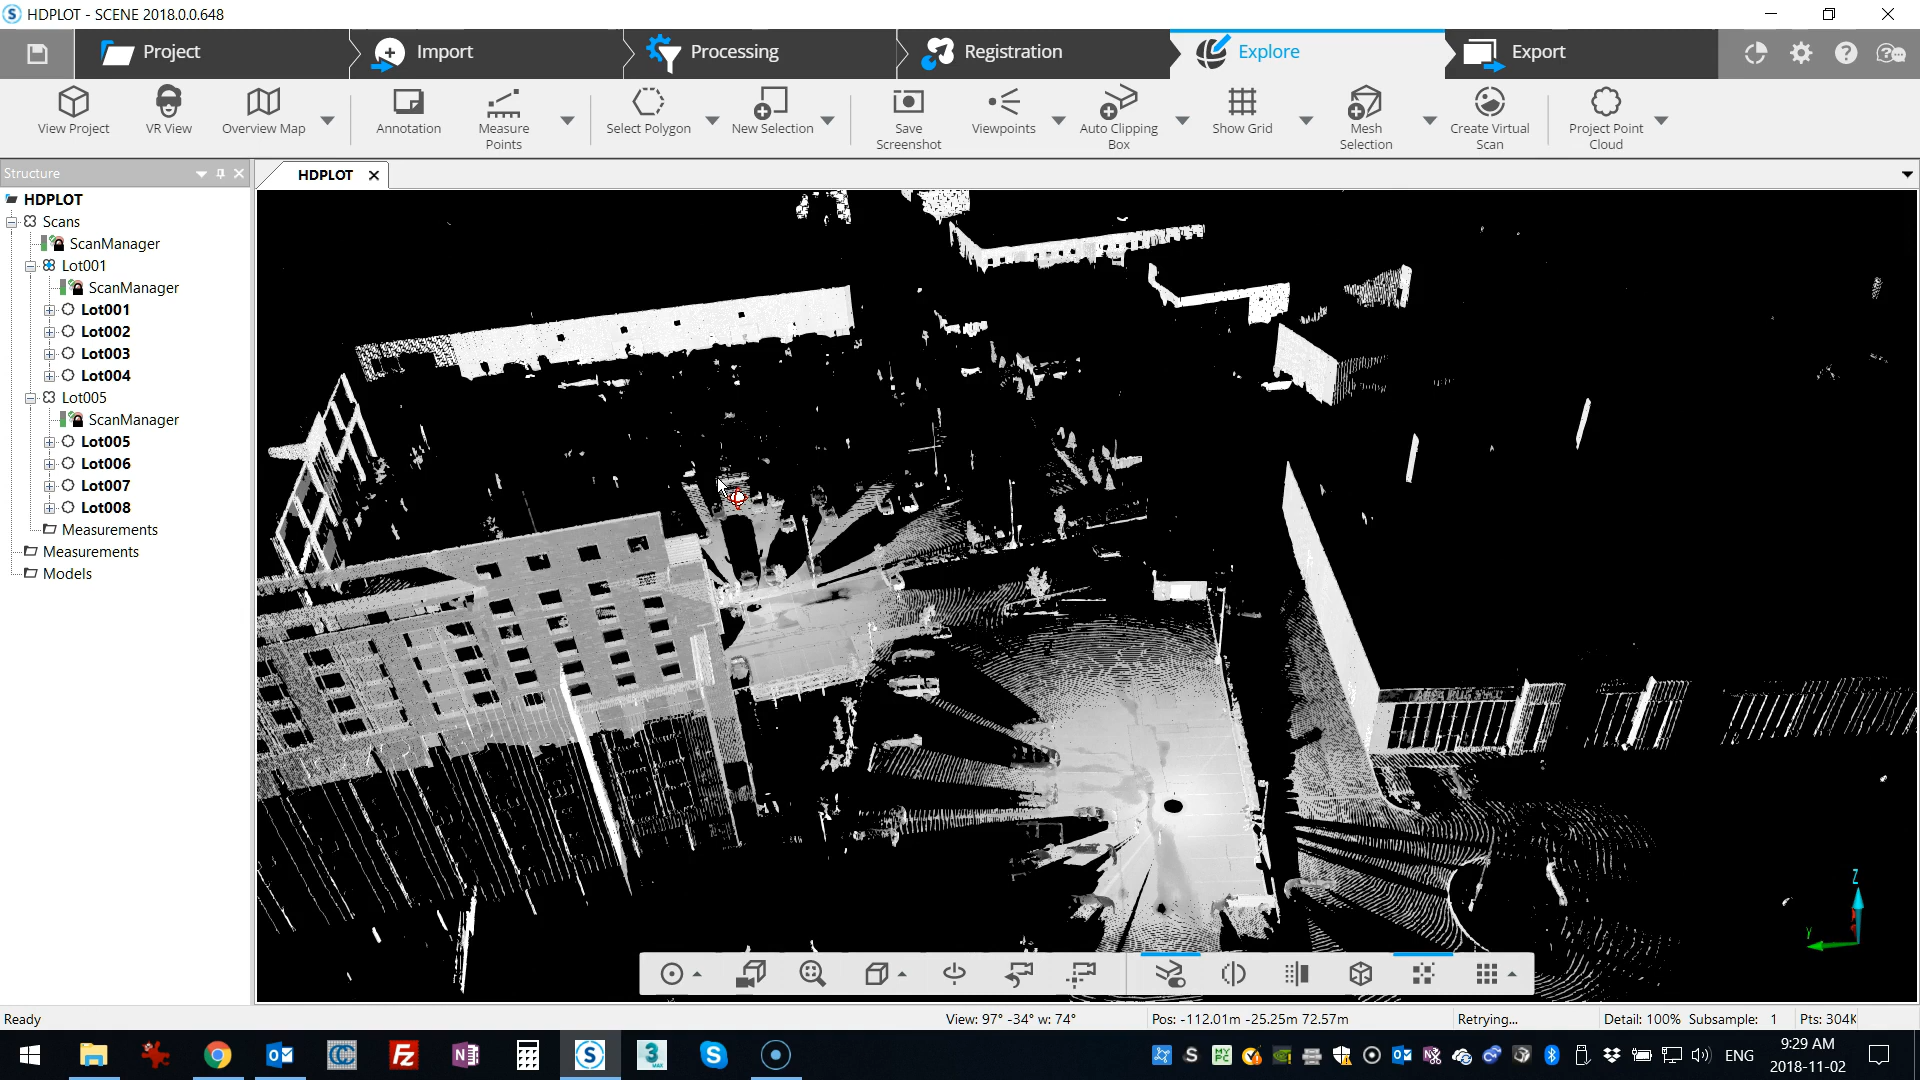 HDPLOT - SCENE 2018.0.0.648
Project
Import
Processing
Registration
Explore
Export
View Project
VR View
Overview Map
Annotation
Measure
Points
Select Polygon
New Selection
Save
Screenshot
Viewpoints
Auto Clipping
Box
Show Grid
Mesh
Selection
Create Virtual
Scan
Project Point
Cloud
Structure
HDPLOT
HDPLOT
Scans
ScanManager
Lot001
ScanManager
Lot001
Lot002
Lot003
Lot004
Lot005
ScanManager
Lot005
Lot006
Lot007
Lot008
Measurements
Measurements
Models
Z
Y
Ready
View: 97° -34° w: 74°
Pos: -112.01m -25.25m 72.57m
Retrying...
Detail: 100%
Subsample: 1
Pts: 304K
ENG
9:29 AM
2018-11-02